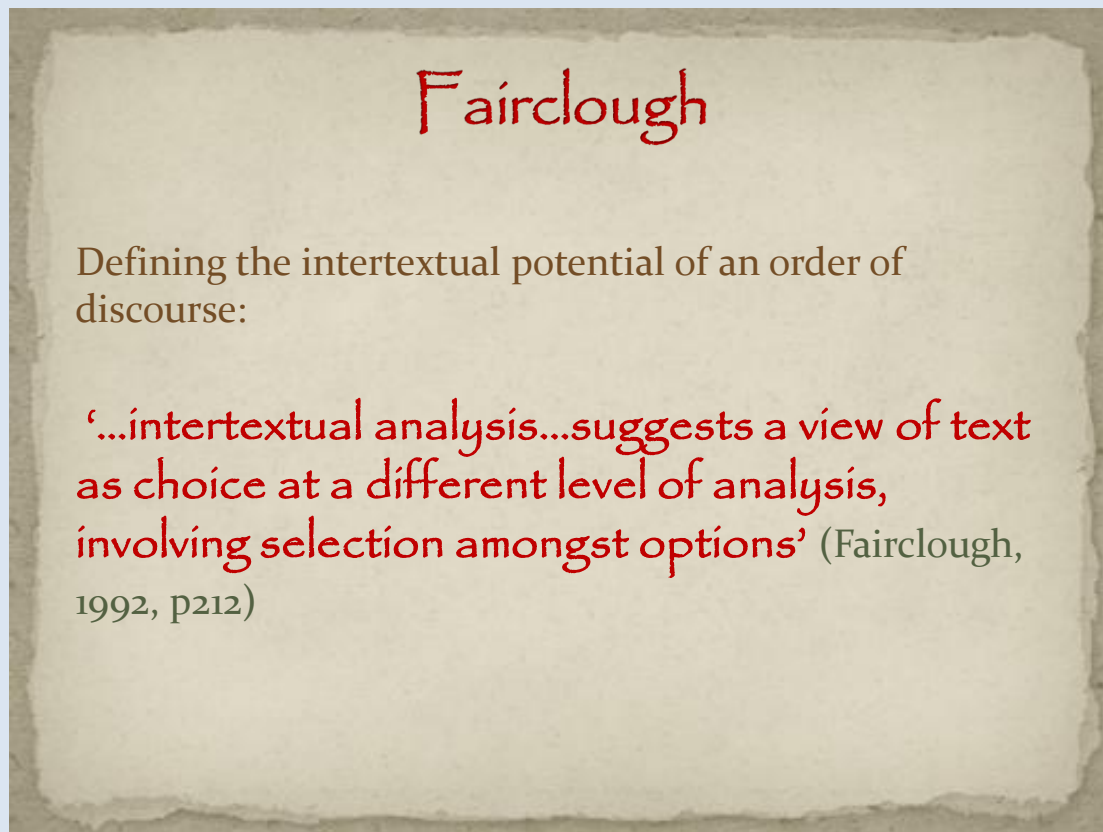 Fairclough
Defining the intertextual potential of an order of
discourse:
‘...intertextual analysis...suggests a view of text
as choice at a different level of analysis,
involving selection amongst options’ (Fairclough,
1992, p212)